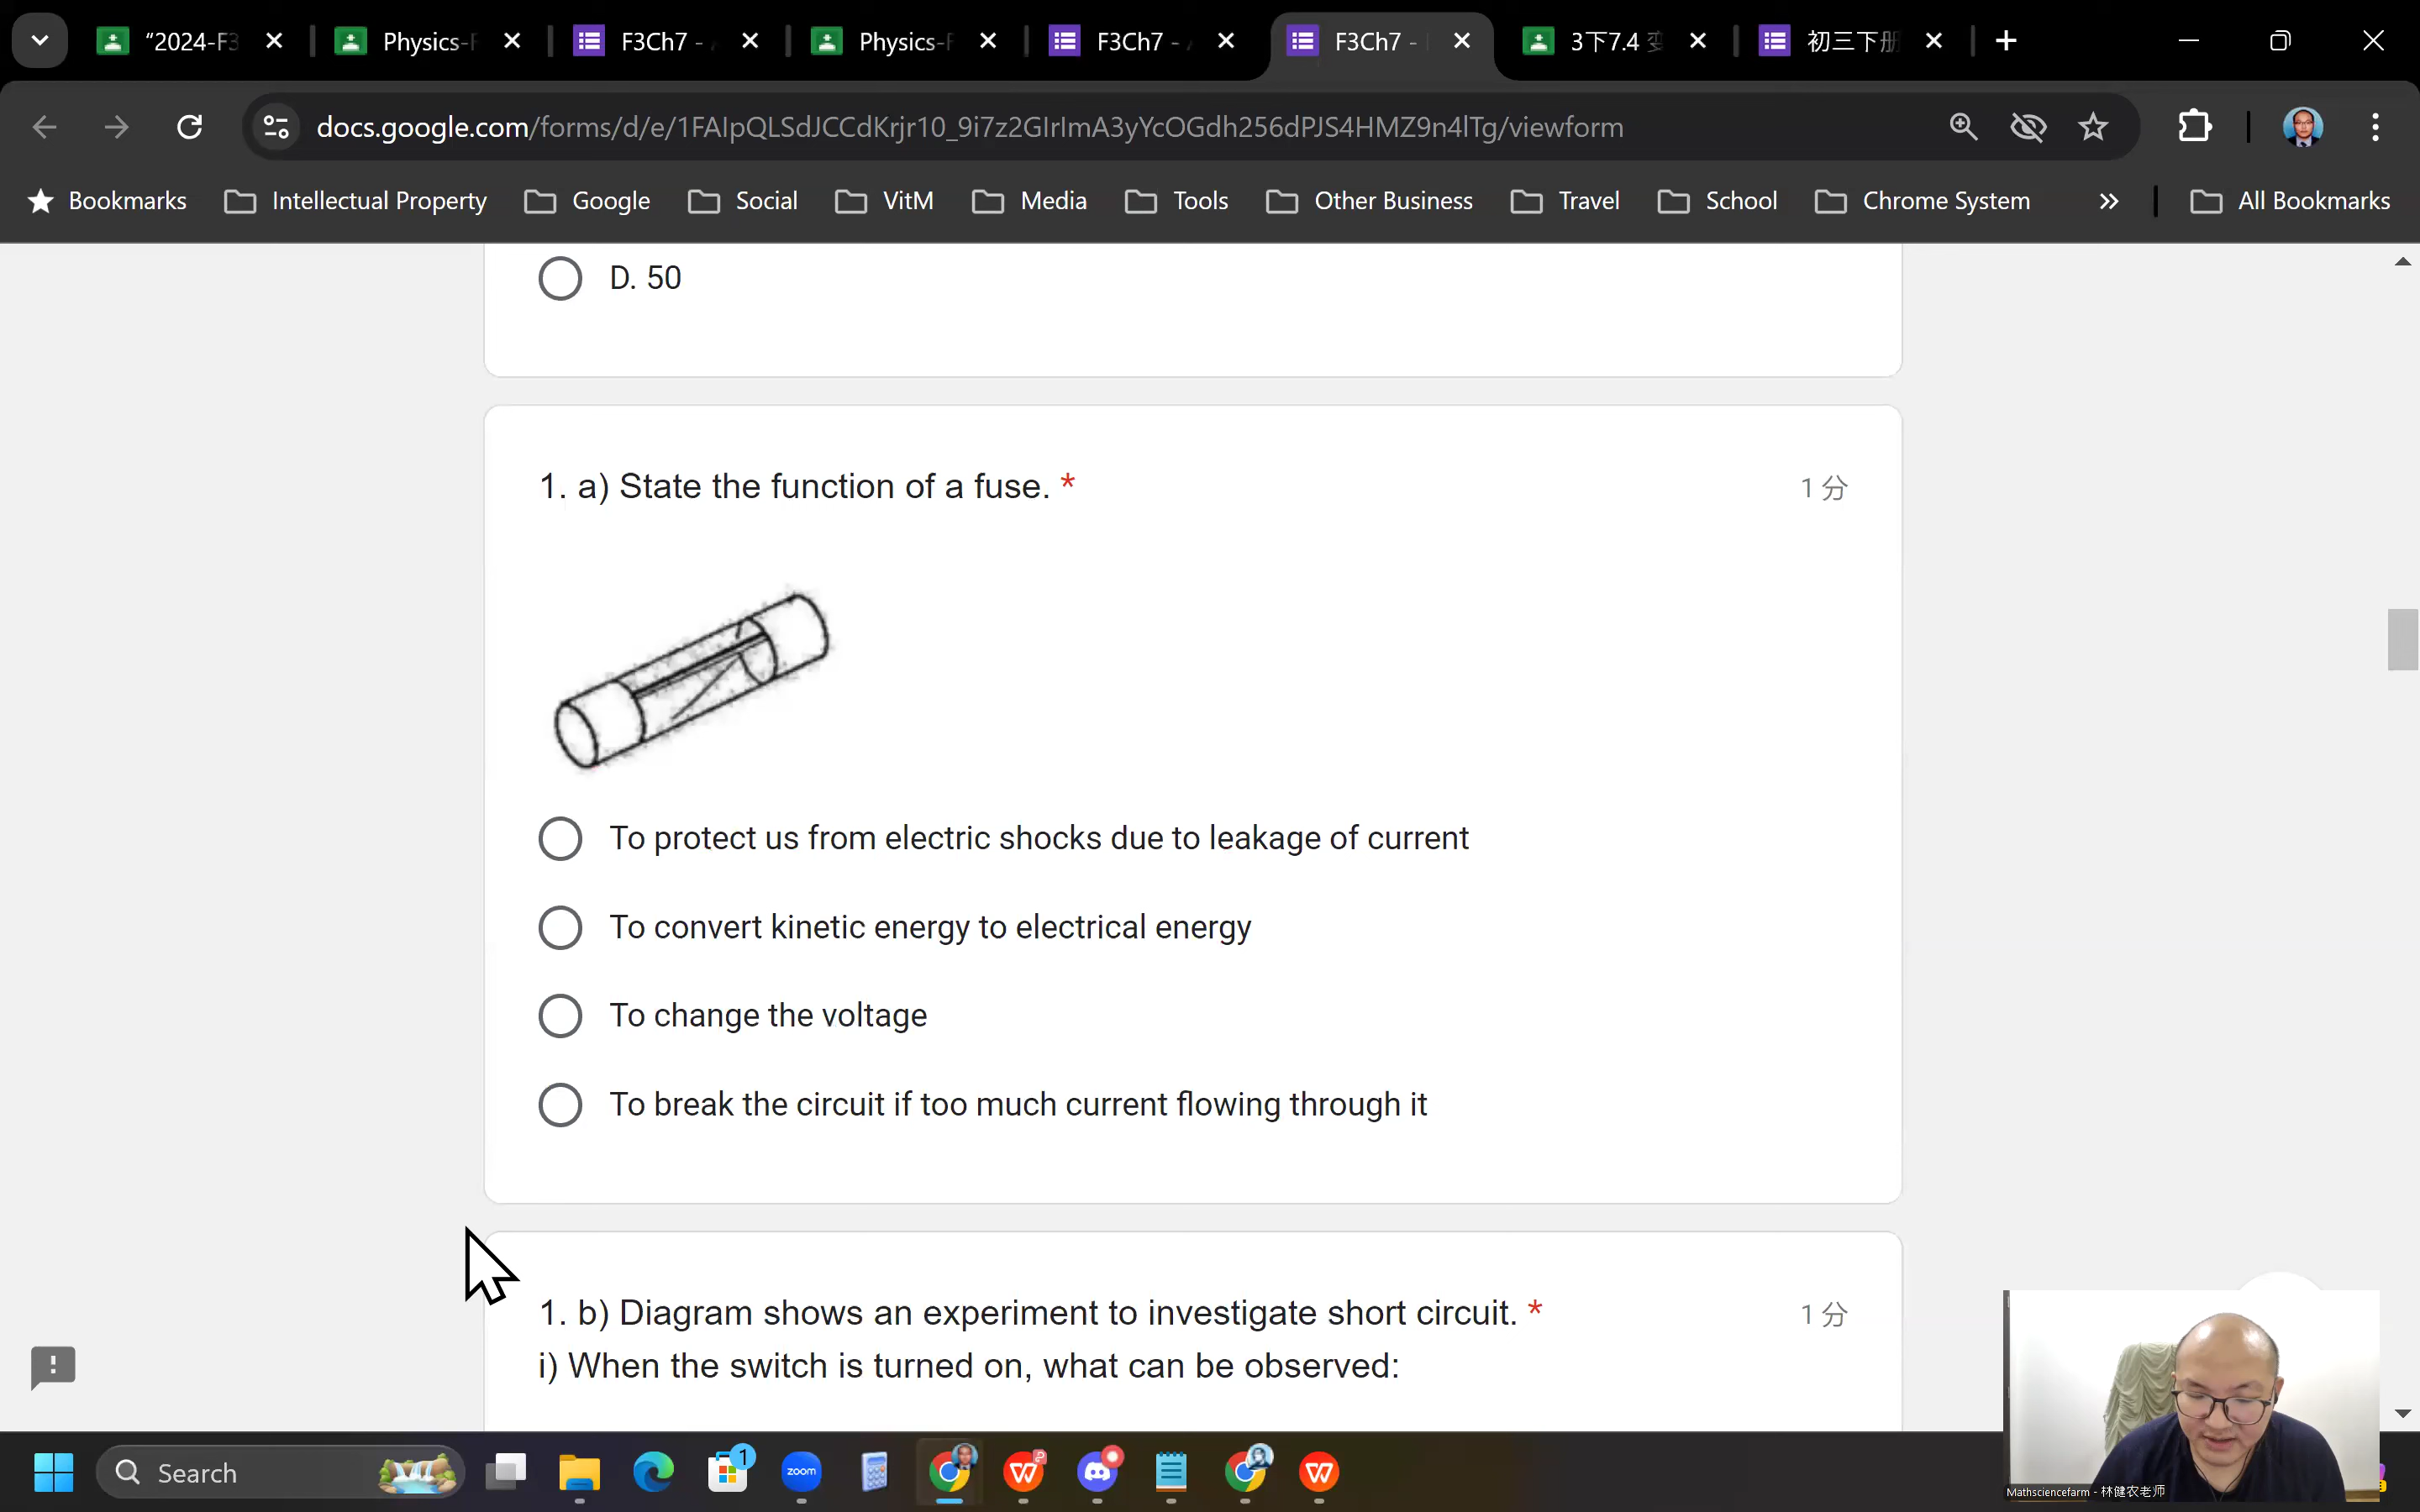 “2024-F3
Physics-F
F3Ch7 -
Physics-F
F3Ch7 -
F3Ch7 -
3下7.4 变
初三下册
docs.google.com/forms/d/e/1FAIpQLSdJCCdKrjr10_9i7z2GIrImA3yYcOGdh256dPJS4HMZ9n4lTg/viewform
Bookmarks
Intellectual Property
Google
Social
VitM
Media
Tools
Other Business
Travel
School
Chrome System
All Bookmarks
D. 50
1. a) State the function of a fuse. *
1 分
To protect us from electric shocks due to leakage of current
To convert kinetic energy to electrical energy
To change the voltage
To break the circuit if too much current flowing through it
1. b) Diagram shows an experiment to investigate short circuit. *
1 分
i) When the switch is turned on, what can be observed:
Mathsciencefarm - 林健农老师
Search
1
zoom